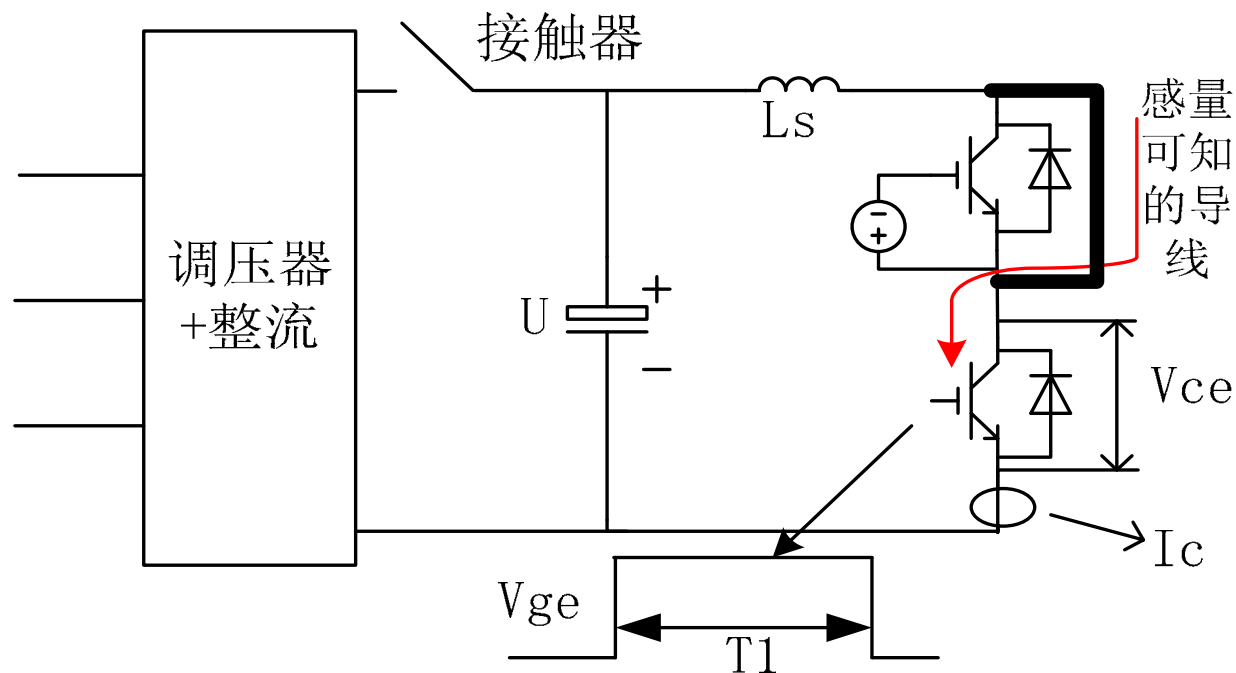 接触器
Ls
感量
可知
的导
线
调压器
+整流
U
+
−
−
+
Vce
Ic
Vge
T1